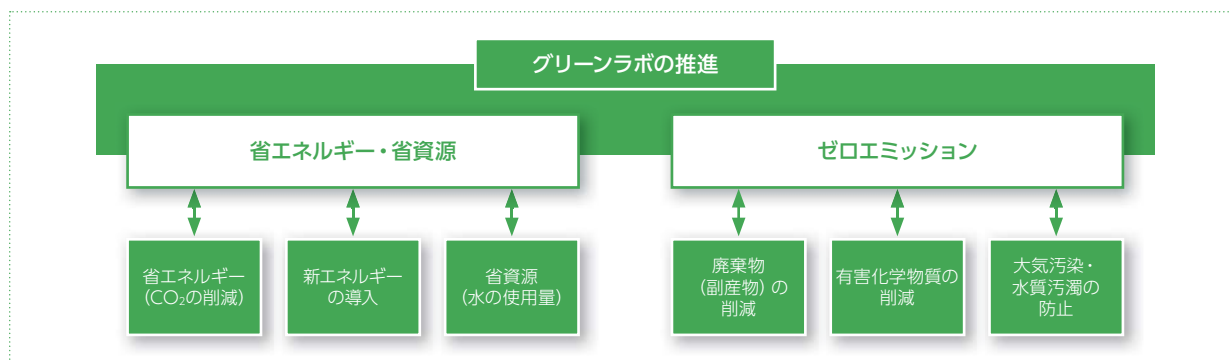 グリーンラボの推進
省エネルギー・省資源
ゼロエミッション
省エネルギー
(CO₂の削減)
新エネルギー
の導入
省資源
(水の使用量)
廃棄物
(副産物)の
削減
有害化学物質の
削減
大気汚染・
水質汚濁の
防止